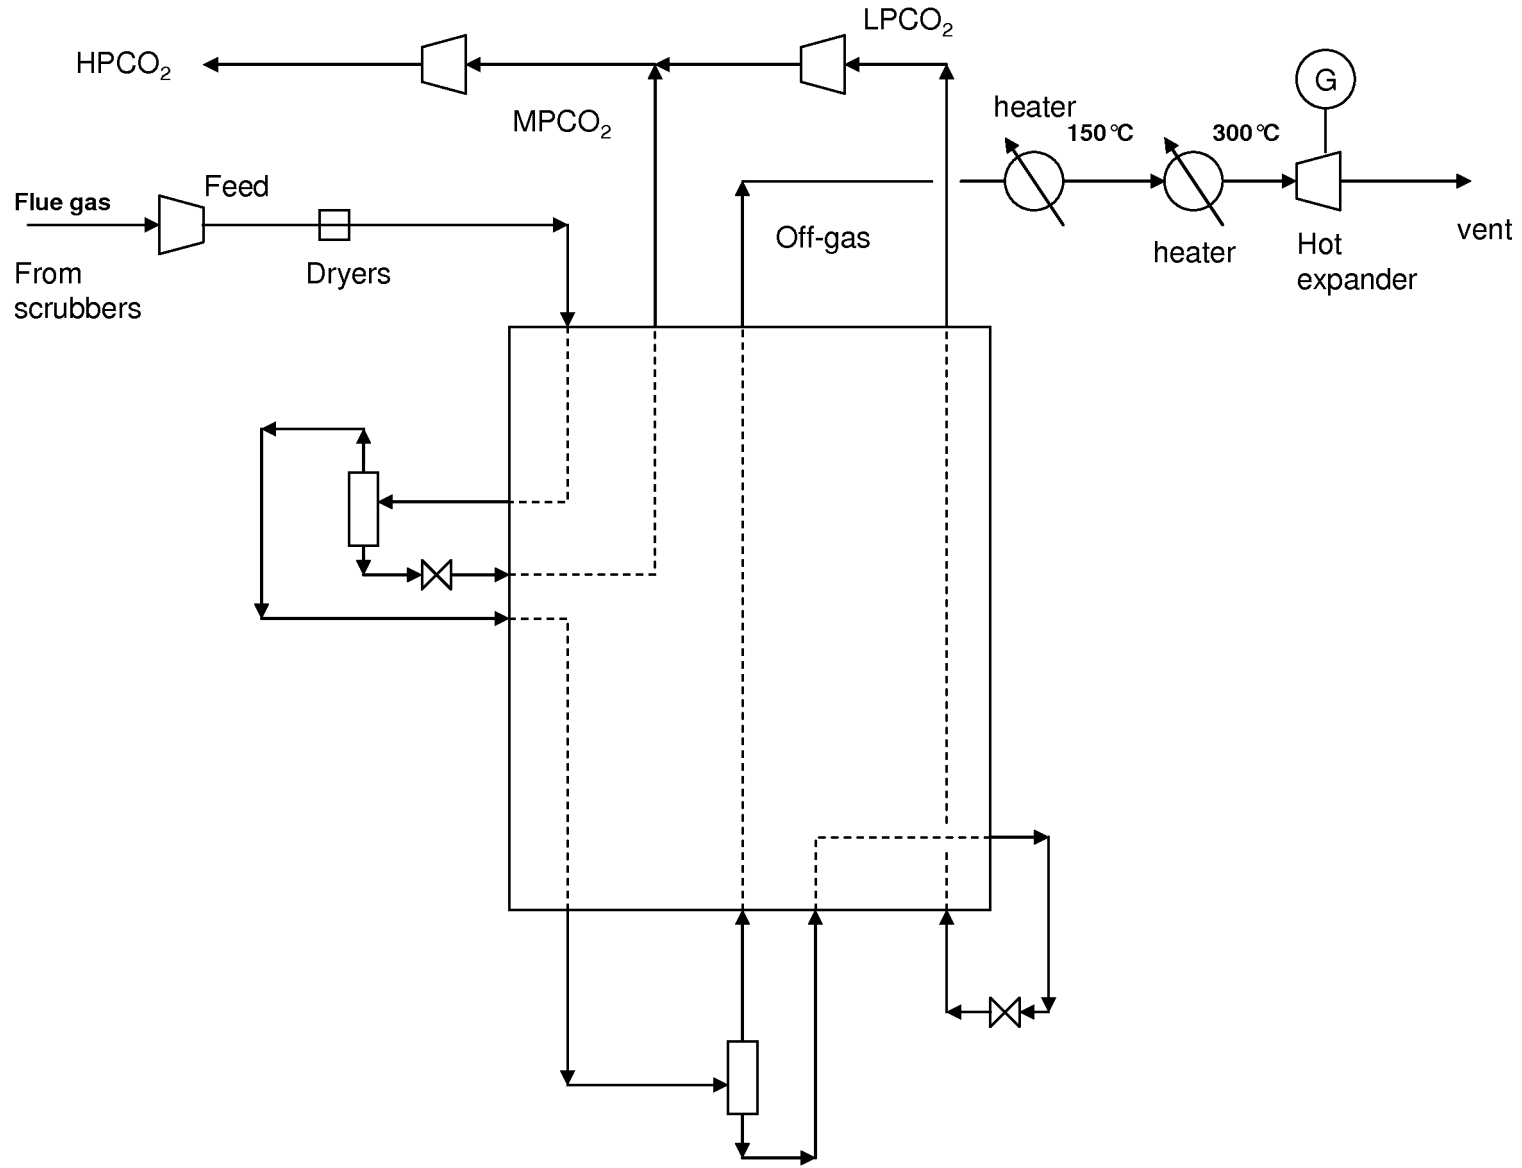 LPCO₂
HPCO₂
MPCO₂
G
heater
150°C
300°C
Flue gas
Feed
Off-gas
vent
From
scrubbers
Dryers
heater
Hot
expander